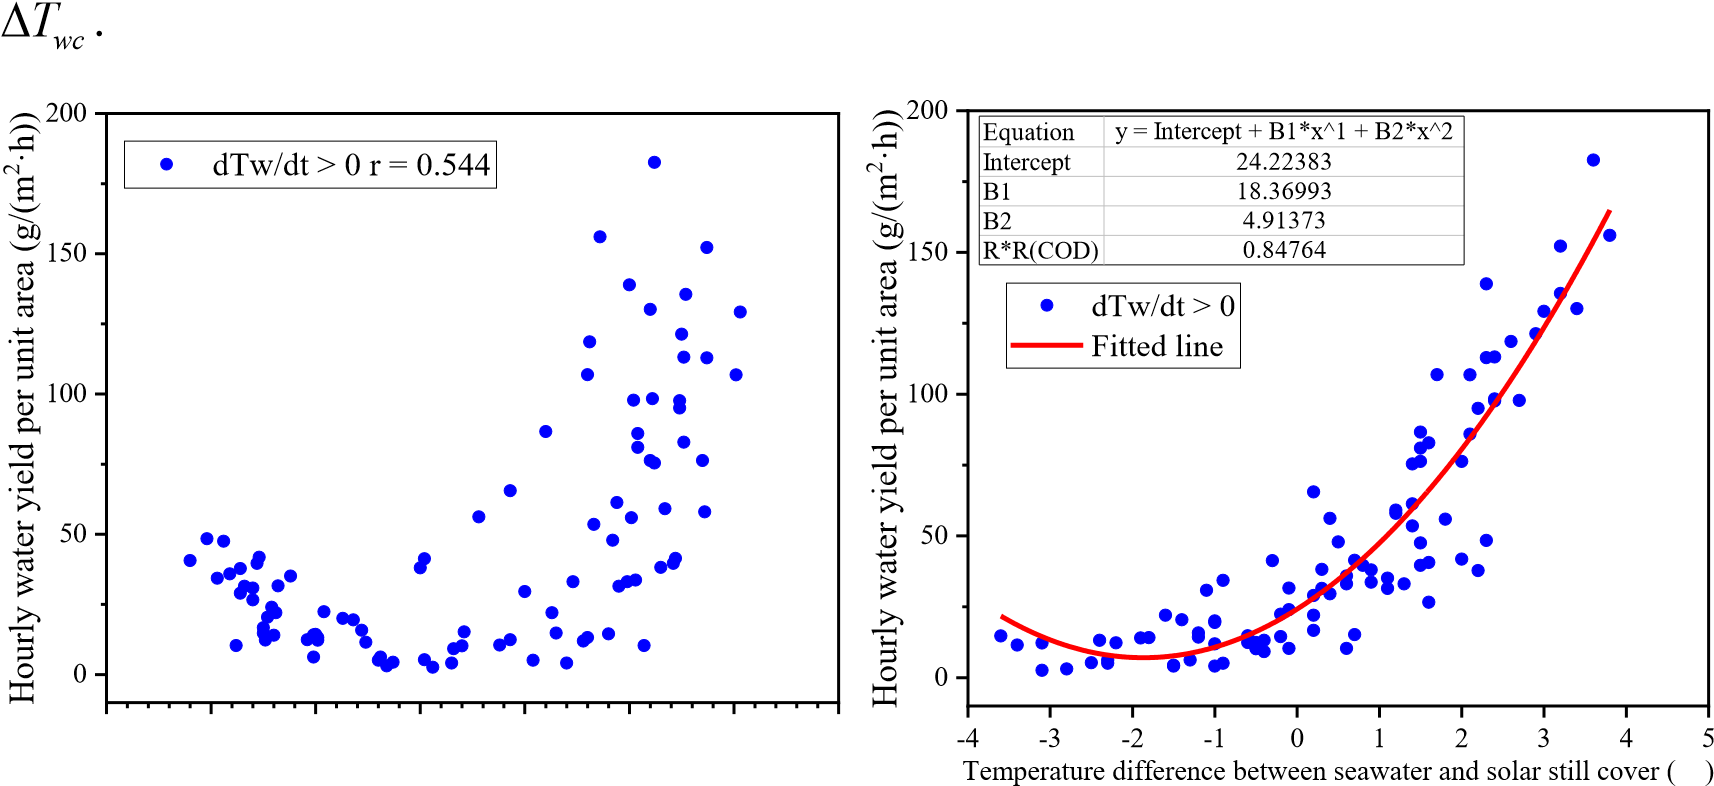 ΔT_wc .
Hourly water yield per unit area (g/(m²·h))
200
150
100
50
0
dTw/dt > 0 r = 0.544
Hourly water yield per unit area (g/(m²·h))
200
150
100
50
0
Equation y = Intercept + B1*x^1 + B2*x^2
Intercept 24.22383
B1 18.36993
B2 4.91373
R*R(COD) 0.84764
dTw/dt > 0
Fitted line
-4 -3 -2 -1 0 1 2 3 4 5
Temperature difference between seawater and solar still cover ( )